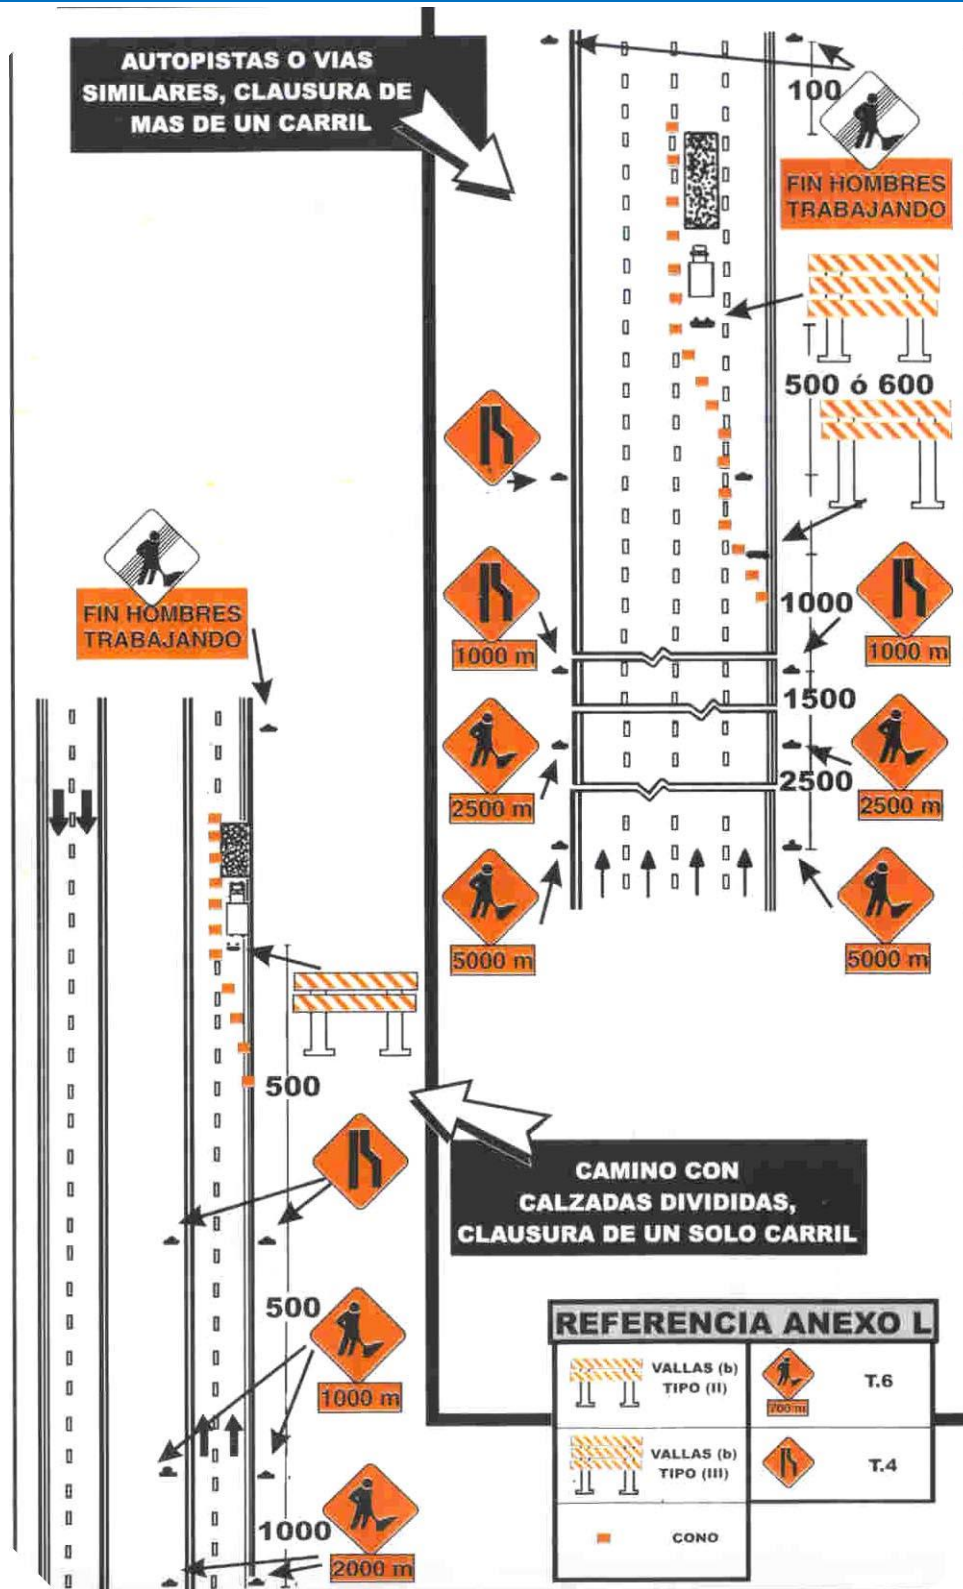 AUTOPISTAS O VIAS
SIMILARES, CLAUSURA DE
MAS DE UN CARRIL
100
FIN HOMBRES
TRABAJANDO
500 ó 600
1000
1000 m
1000 m
1500
2500 m
2500
2500 m
5000 m
5000 m
FIN HOMBRES
TRABAJANDO
500
500
1000 m
1000
2000 m
CAMINO CON
CALZADAS DIVIDIDAS,
CLAUSURA DE UN SOLO CARRIL
REFERENCIA ANEXO L
VALLAS (b)
TIPO (II)
700 m
T.6
VALLAS (b)
TIPO (III)
T.4
CONO